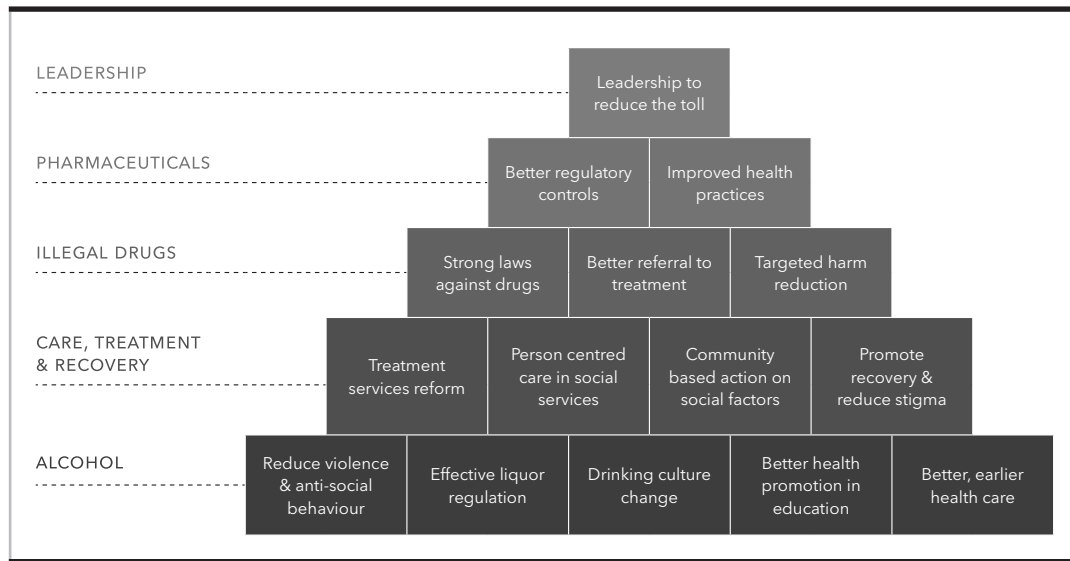 LEADERSHIP
Leadership to
reduce the toll
PHARMACEUTICALS
Better regulatory
controls
Improved health
practices
ILLEGAL DRUGS
Strong laws
against drugs
Better referral to
treatment
Targeted harm
reduction
CARE, TREATMENT
& RECOVERY
Treatment
services reform
Person centred
care in social
services
Community
based action on
social factors
Promote
recovery &
reduce stigma
ALCOHOL
Reduce violence
& anti-social
behaviour
Effective liquor
regulation
Drinking culture
change
Better health
promotion in
education
Better, earlier
health care